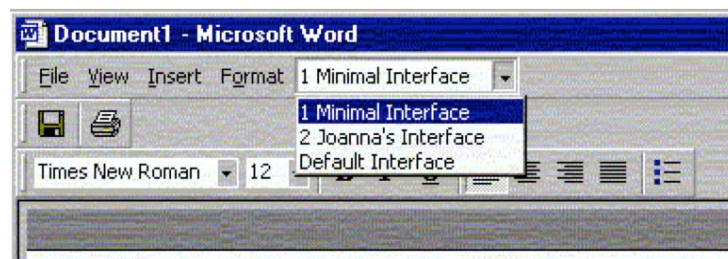 Document1 - Microsoft Word
File View Insert Format 1 Minimal Interface
1 Minimal Interface
2 Joanna's Interface
Default Interface
Times New Roman 12